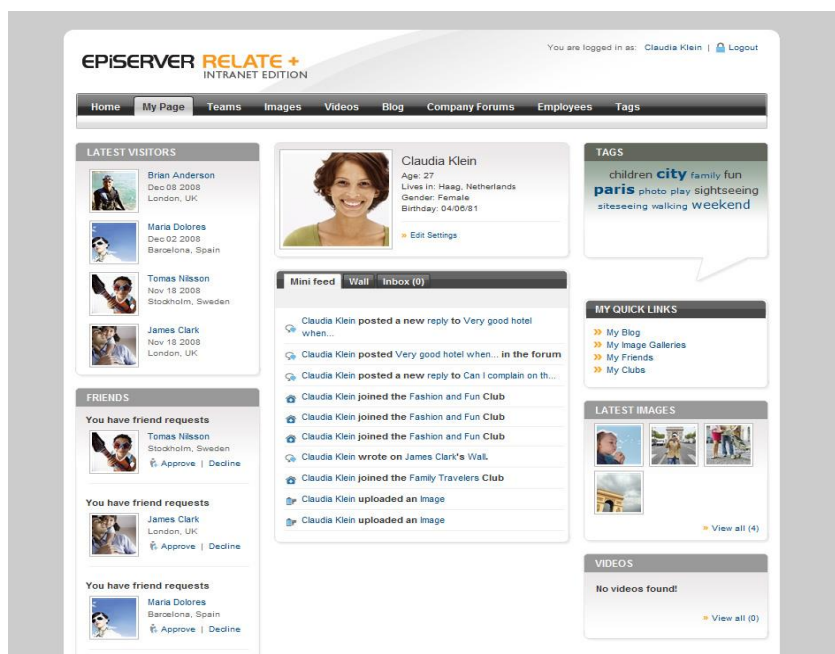 EPiSERVER RELATE +
INTRANET EDITION
You are logged in as: Claudia Klein | Logout
Home My Page Teams Images Videos Blog Company Forums Employees Tags
LATEST VISITORS
Brian Anderson
Dec 08 2008
London, UK
Maria Dolores
Dec 02 2008
Barcelona, Spain
Tomas Nilsson
Nov 18 2008
Stockholm, Sweden
James Clark
Nov 18 2008
London, UK
FRIENDS
You have friend requests
Tomas Nilsson
Stockholm, Sweden
Approve | Decline
You have friend requests
James Clark
London, UK
Approve | Decline
You have friend requests
Maria Dolores
Barcelona, Spain
Approve | Decline
Claudia Klein
Age: 27
Lives in: Haag, Netherlands
Gender: Female
Birthday: 04/06/81
» Edit Settings
Mini feed Wall Inbox (0)
Claudia Klein posted a new reply to Very good hotel
when...
Claudia Klein posted Very good hotel when... in the forum
Claudia Klein posted a new reply to Can I complain on th...
Claudia Klein joined the Fashion and Fun Club
Claudia Klein joined the Fashion and Fun Club
Claudia Klein joined the Fashion and Fun Club
Claudia Klein wrote on James Clark's Wall.
Claudia Klein joined the Family Travelers Club
Claudia Klein uploaded an Image
Claudia Klein uploaded an Image
TAGS
children city family fun
paris photo play sightseeing
siteseeing walking weekend
MY QUICK LINKS
» My Blog
» My Image Galleries
» My Friends
» My Clubs
LATEST IMAGES
» View all (4)
VIDEOS
No videos found!
» View all (0)